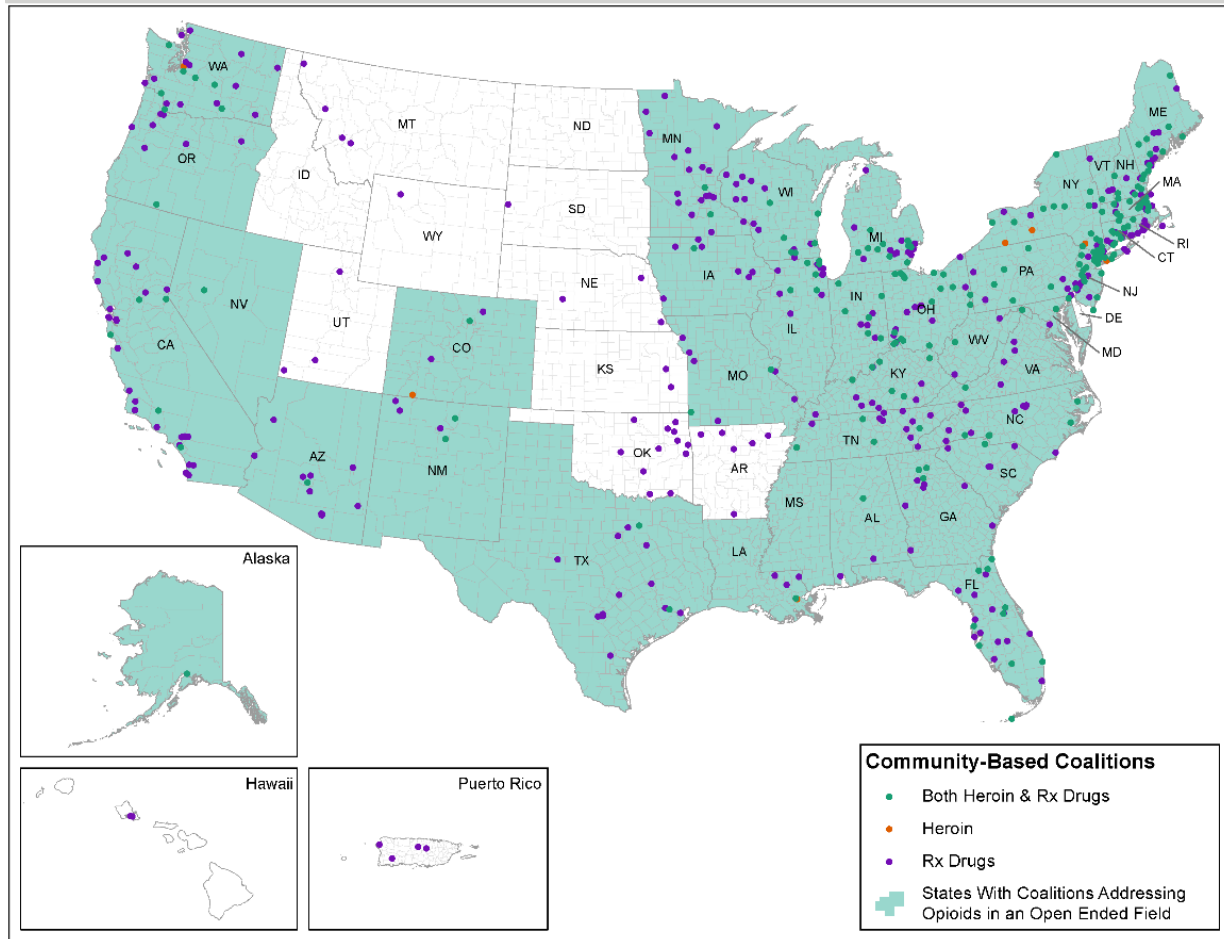 WA
MT
ND
MN
ME
OR
ID
SD
WI
VT NH
NY
MA
WY
MI
RI
CT
IA
NE
PA
NJ
NV
UT
IL
IN
OH
DE
MD
CA
CO
KS
MO
WV
KY
VA
NC
TN
AZ
NM
OK
AR
SC
MS
AL
GA
TX
LA
FL
Alaska
Hawaii
Puerto Rico
Community-Based Coalitions
Both Heroin & Rx Drugs
Heroin
Rx Drugs
States With Coalitions Addressing
Opioids in an Open Ended Field